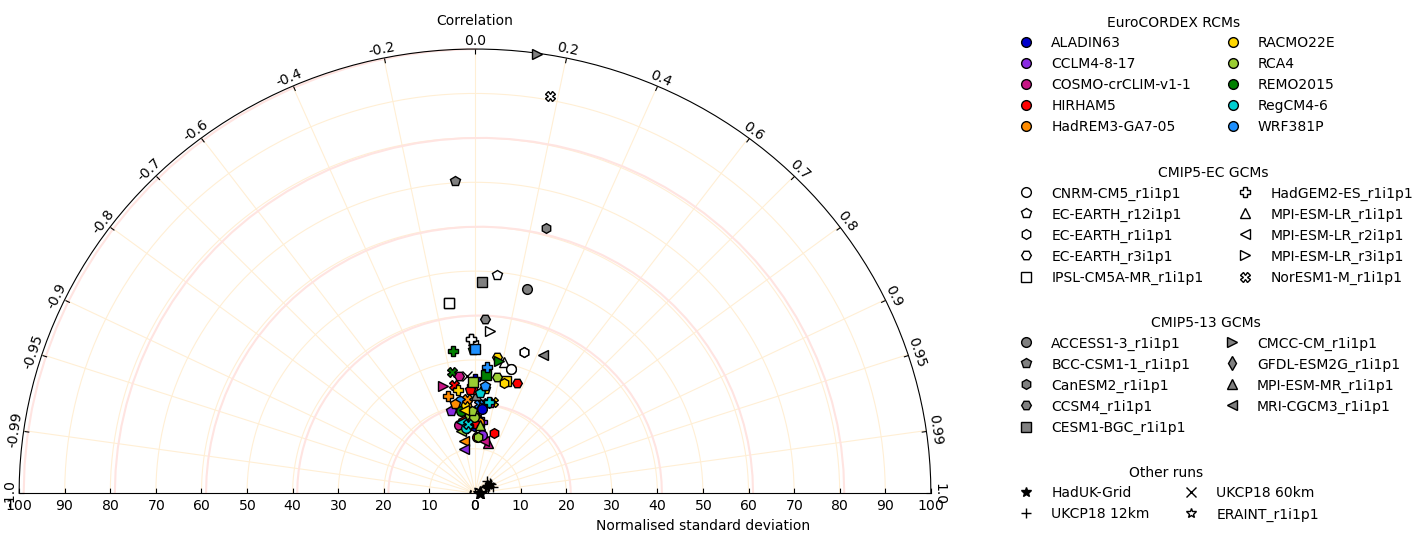 Correlation
-0.2 0.0 0.2
-0.4 0.4
-0.6 0.6
-0.7 0.7
-0.8 0.8
-0.9 0.9
-0.95 0.95
-0.99 0.99
1.0 1.0
100 90 80 70 60 50 40 30 20 10 0 10 20 30 40 50 60 70 80 90 100
Normalised standard deviation
EuroCORDEX RCMs
ALADIN63 RACMO22E
CCLM4-8-17 RCA4
COSMO-crCLIM-v1-1 REMO2015
HIRHAM5 RegCM4-6
HadREM3-GA7-05 WRF381P
CMIP5-EC GCMs
CNRM-CM5_r1i1p1 HadGEM2-ES_r1i1p1
EC-EARTH_r12i1p1 MPI-ESM-LR_r1i1p1
EC-EARTH_r1i1p1 MPI-ESM-LR_r2i1p1
EC-EARTH_r3i1p1 MPI-ESM-LR_r3i1p1
IPSL-CM5A-MR_r1i1p1 NorESM1-M_r1i1p1
CMIP5-13 GCMs
ACCESS1-3_r1i1p1 CMCC-CM_r1i1p1
BCC-CSM1-1_r1i1p1 GFDL-ESM2G_r1i1p1
CanESM2_r1i1p1 MPI-ESM-MR_r1i1p1
CCSM4_r1i1p1 MRI-CGCM3_r1i1p1
CESM1-BGC_r1i1p1
Other runs
HadUK-Grid UKCP18 60km
UKCP18 12km ERAINT_r1i1p1